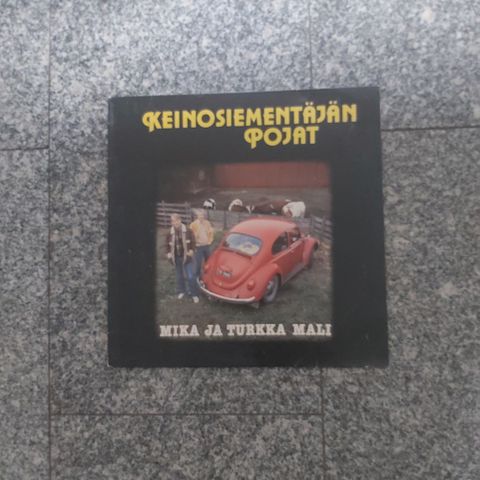 KEINOSIEMENTÄJÄN
POJAT
MIKA JA TURKKA MALI